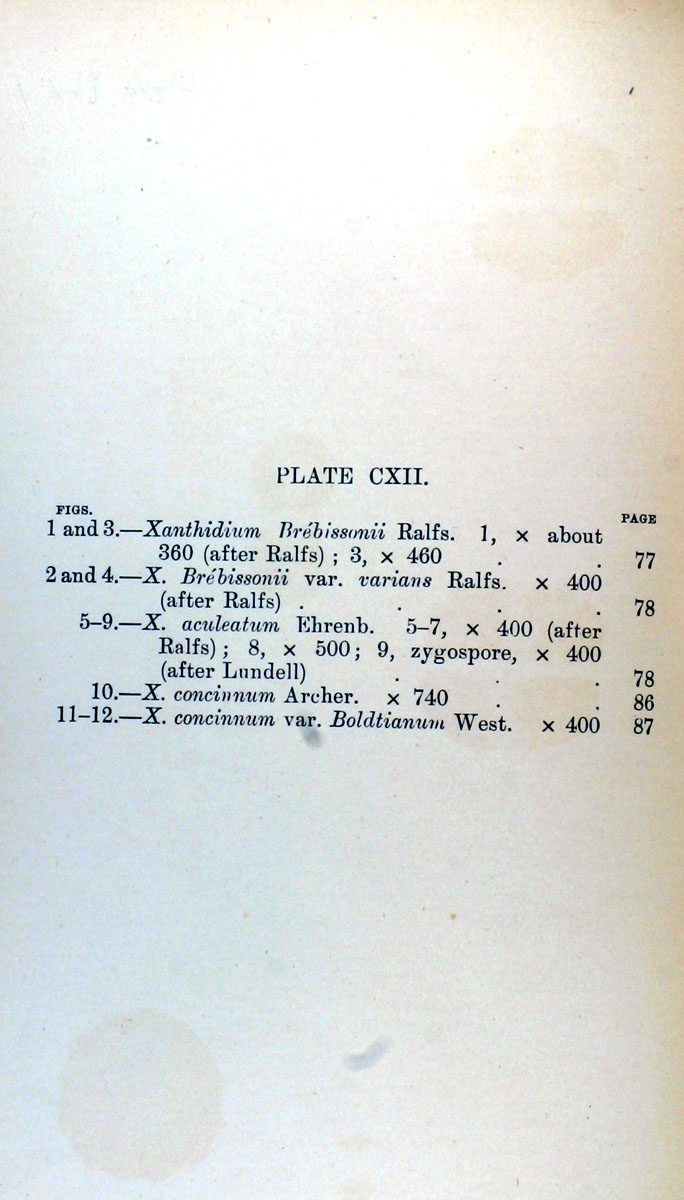 PLATE CXII.
FIGS. PAGE
1 and 3.—Xanthidium Brébissonii Ralfs. 1, × about
360 (after Ralfs) ; 3, × 460 . . 77
2 and 4.—X. Brébissonii var. varians Ralfs. × 400
(after Ralfs) . . . . 78
5–9.—X. aculeatum Ehrenb. 5–7, × 400 (after
Ralfs) ; 8, × 500 ; 9, zygospore, × 400
(after Lundell) . . . 78
10.—X. concinnum Archer. × 740 . . 86
11–12.—X. concinnum var. Boldtianum West. × 400 87